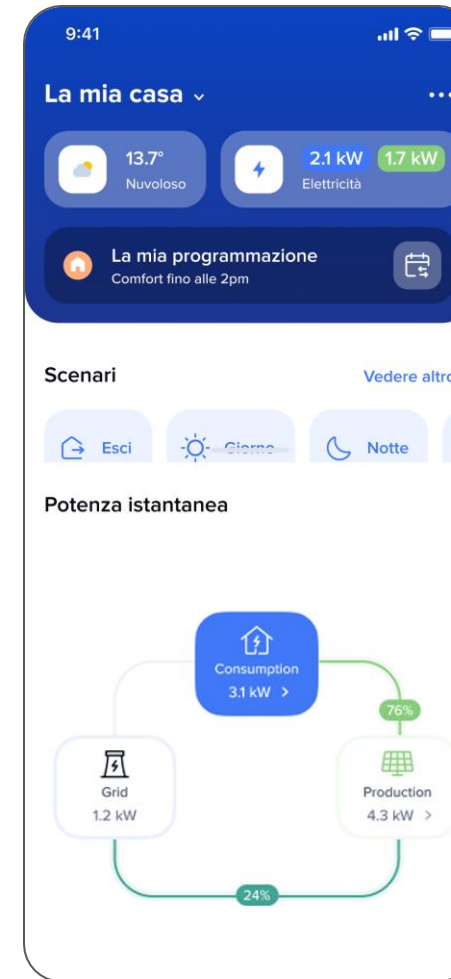 9:41
La mia casa
13.7°
Nuvoloso
2.1 kW 1.7 kW
Elettricità
La mia programmazione
Comfort fino alle 2pm
Scenari
Vedere altro
Esci
Giorno
Notte
Potenza istantanea
Consumption
3.1 kW >
76%
Grid
1.2 kW
Production
4.3 kW >
24%